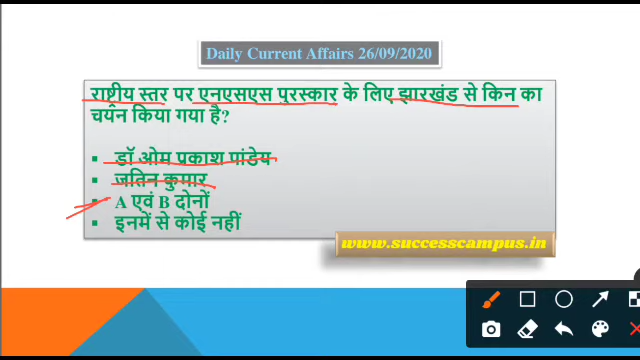 Daily Current Affairs 26/09/2020
राष्ट्रीय स्तर पर एनएसएस पुरस्कार के लिए झारखंड से किन का
चयन किया गया है?
▪ डॉ ओम प्रकाश पांडेय
▪ जतिन कुमार
▪ A एवं B दोनों
▪ इनमें से कोई नहीं
www.successcampus.in